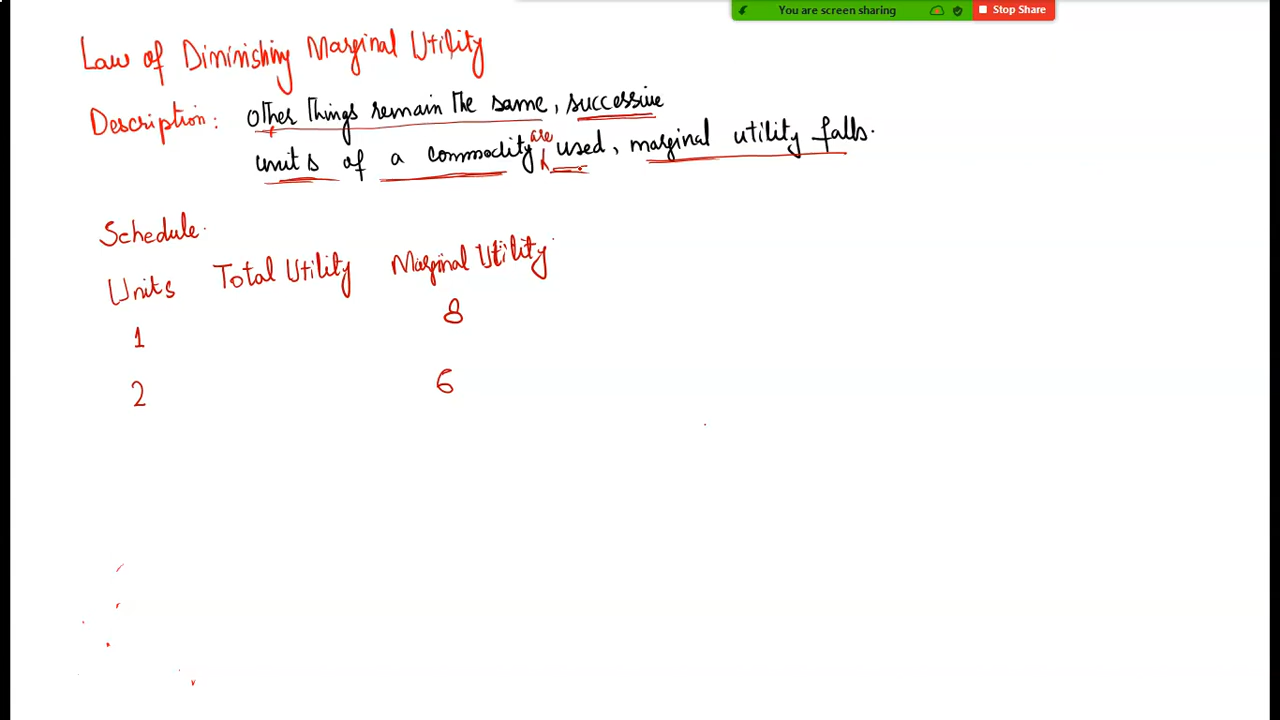 You are screen sharing
Stop Share
Law of Diminishing Marginal Utility
Description: Other things remain the same, successive
units of a commodity are used, marginal utility falls.
Schedule.
Units Total Utility Marginal Utility
1 8
2 6